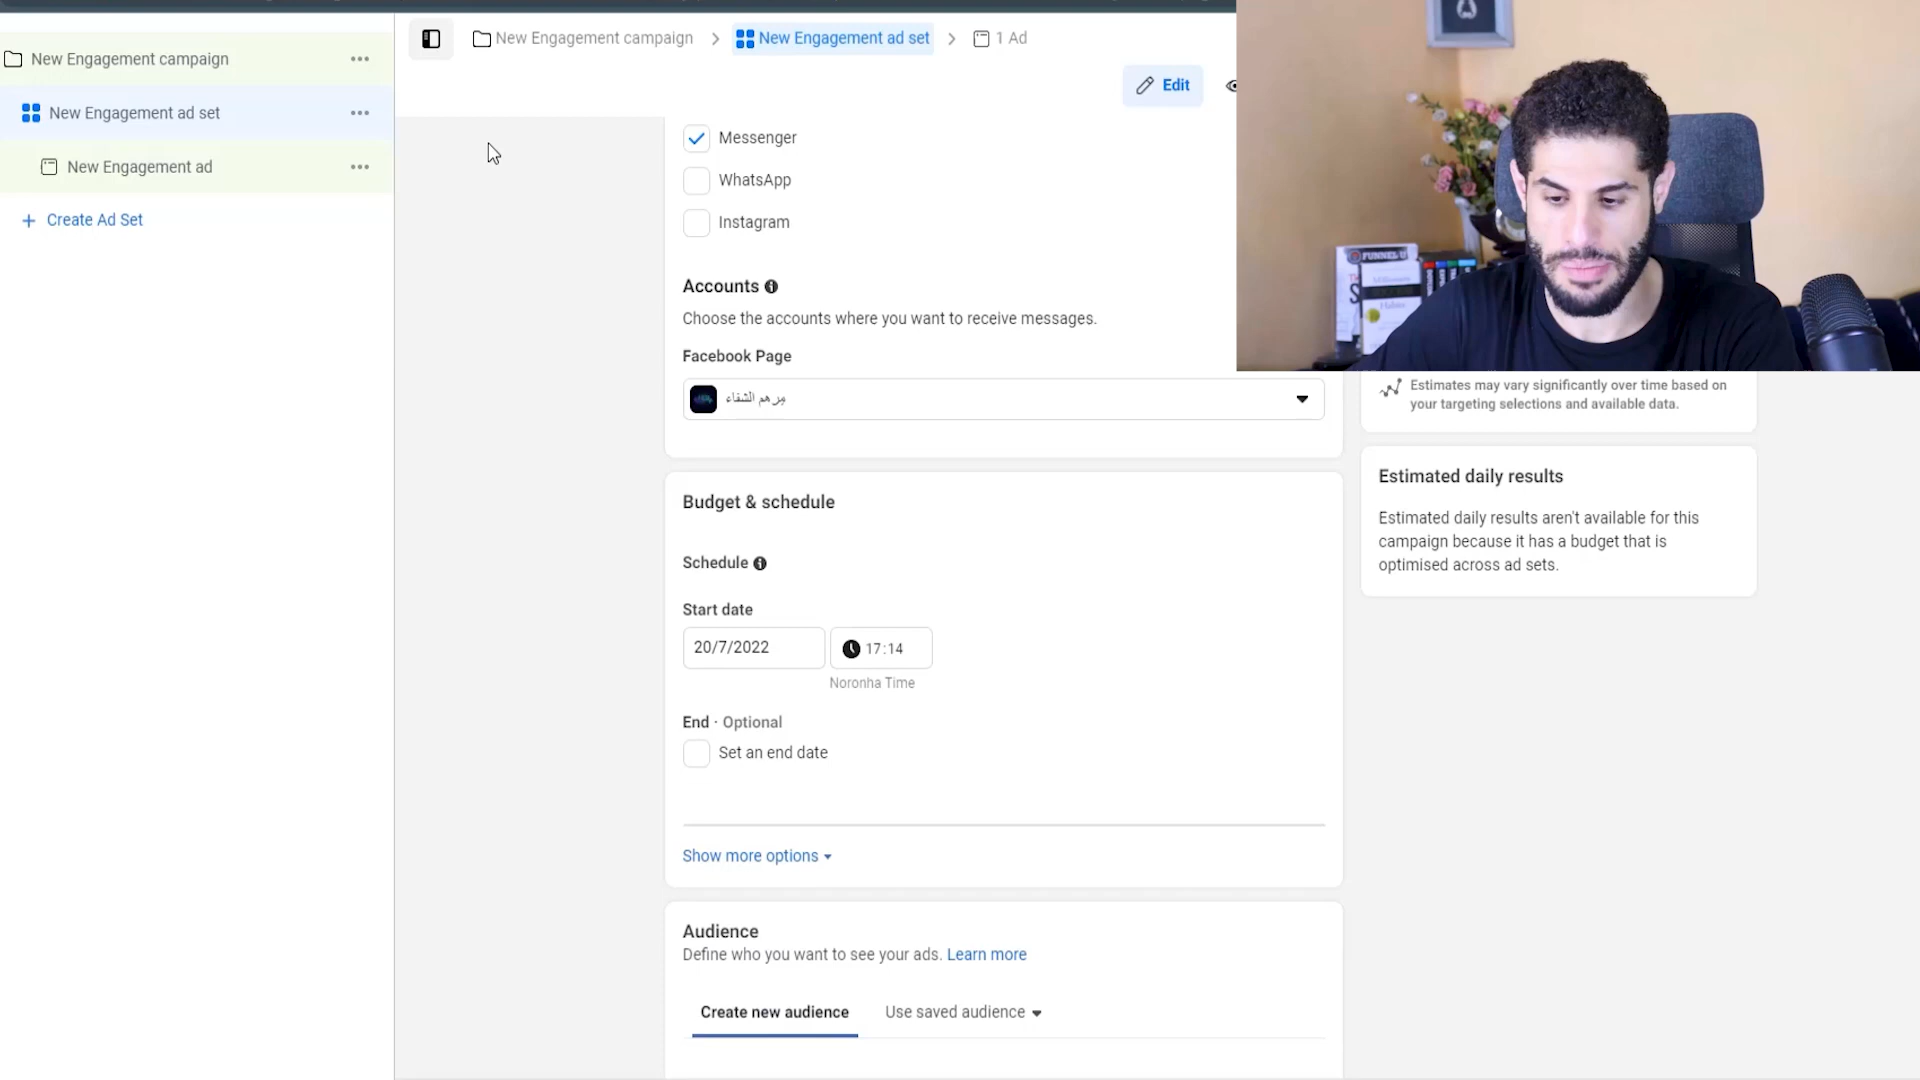 New Engagement campaign
New Engagement ad set
New Engagement ad
Create Ad Set
New Engagement campaign
New Engagement ad set
1 Ad
Edit
Messenger
WhatsApp
Instagram
Accounts
Choose the accounts where you want to receive messages.
Facebook Page
مرهم الشفاء
Budget & schedule
Schedule
Start date
20/7/2022
17:14
Noronha Time
End · Optional
Set an end date
Show more options
Audience
Define who you want to see your ads. Learn more
Create new audience
Use saved audience
Estimates may vary significantly over time based on
your targeting selections and available data.
Estimated daily results
Estimated daily results aren't available for this
campaign because it has a budget that is
optimised across ad sets.
FUNNEL U